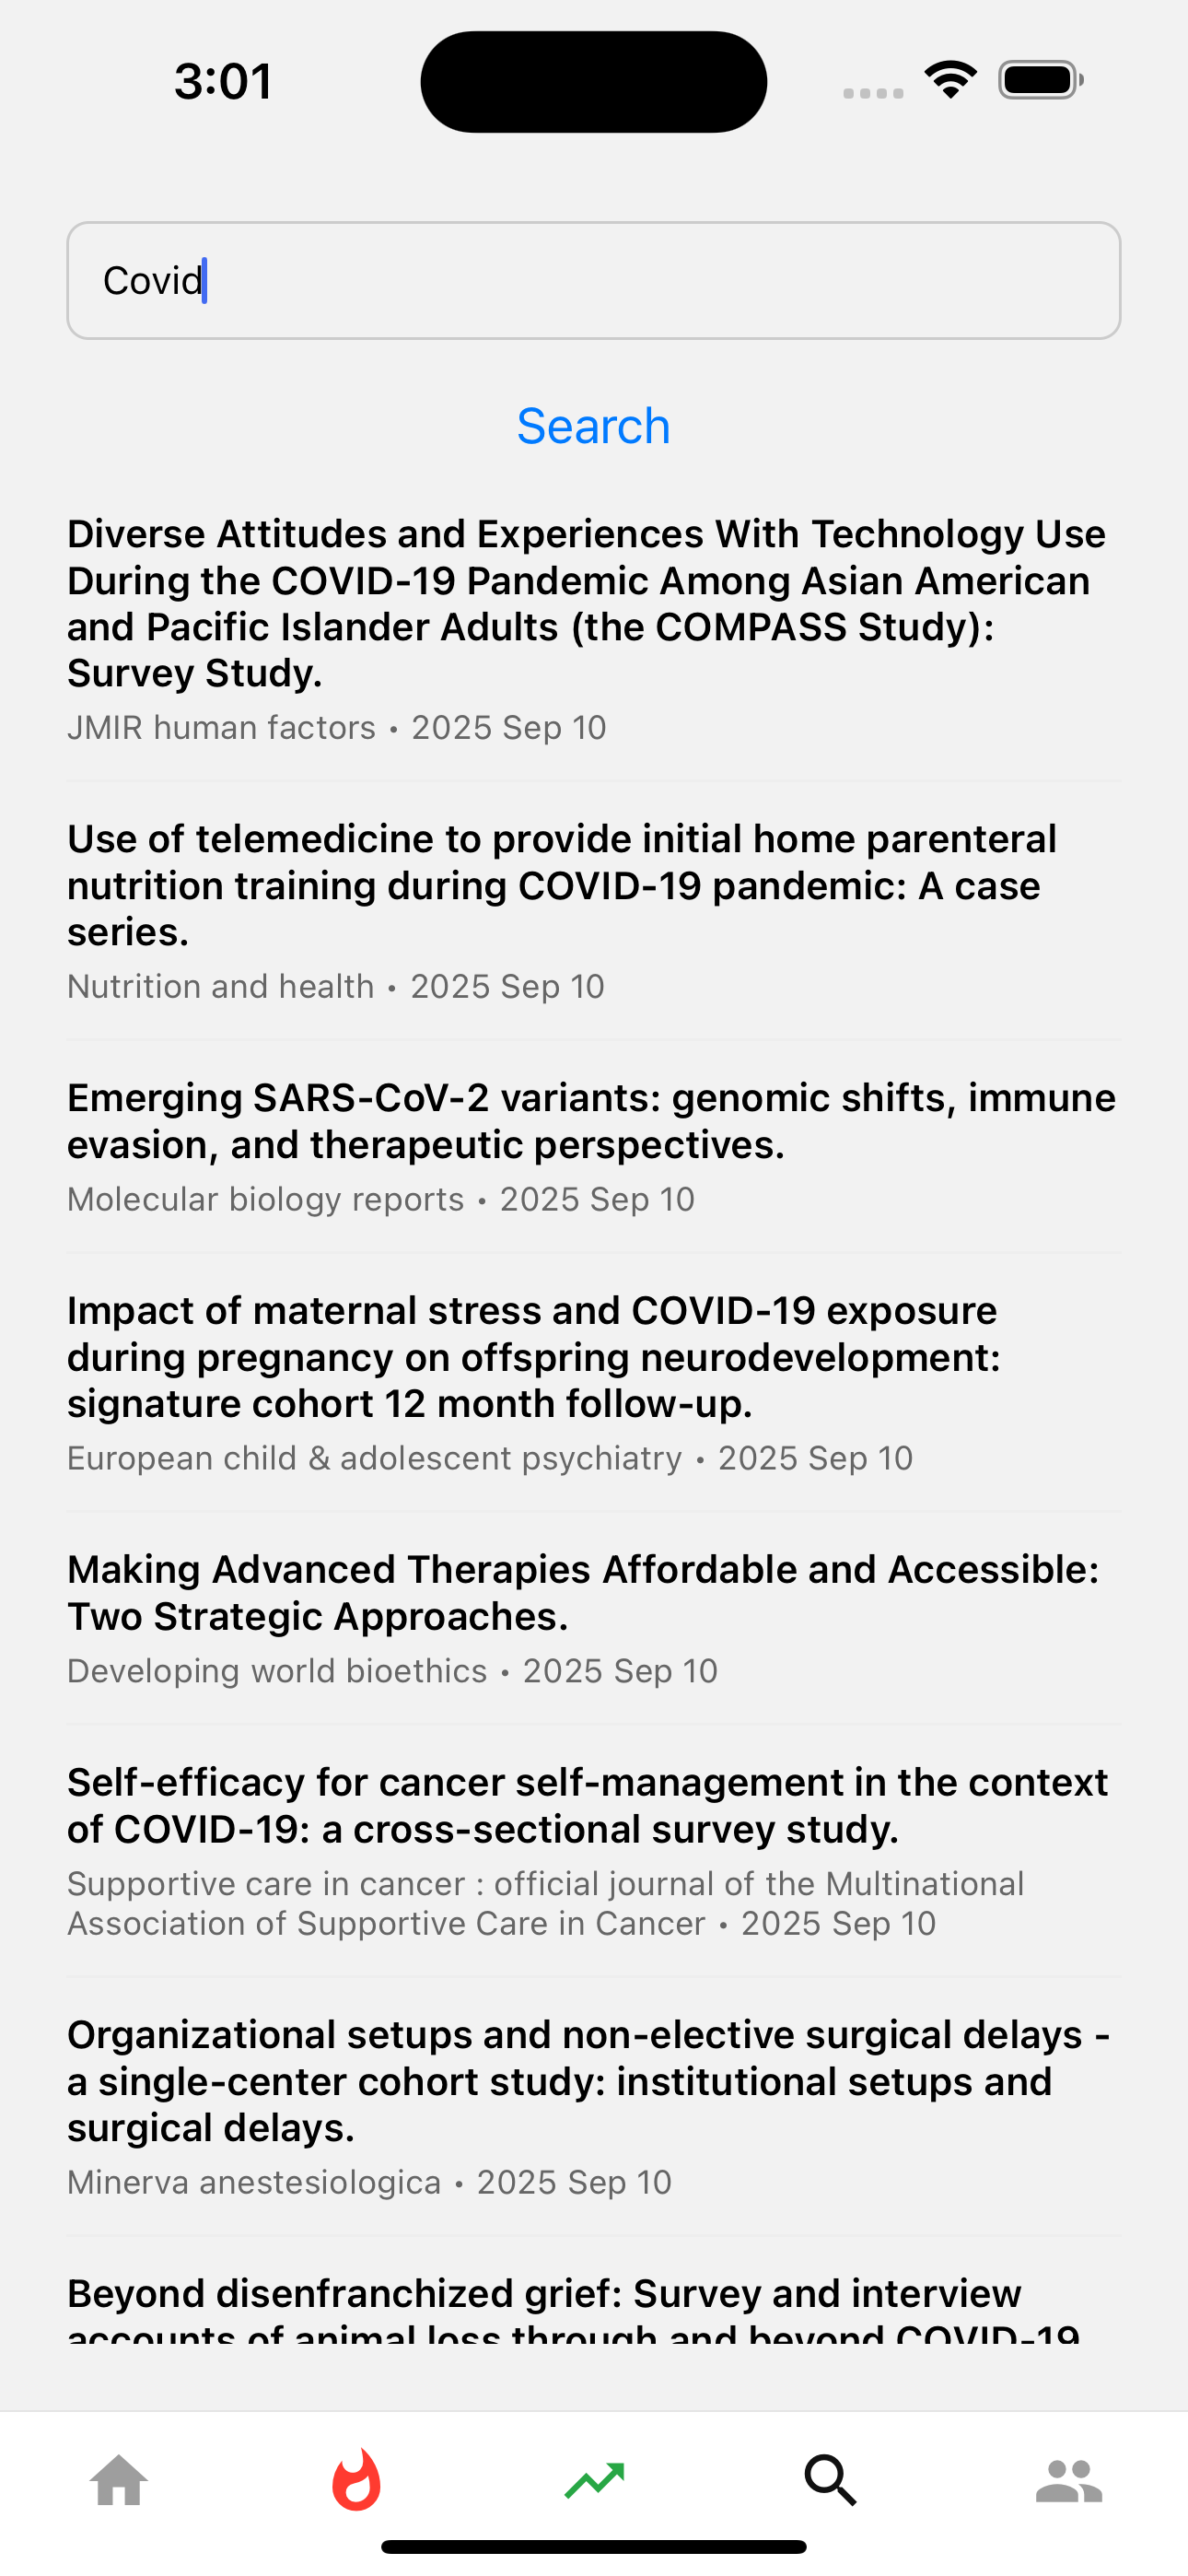 3:01
Covid
Search
Diverse Attitudes and Experiences With Technology Use
During the COVID-19 Pandemic Among Asian American
and Pacific Islander Adults (the COMPASS Study):
Survey Study.
JMIR human factors • 2025 Sep 10
Use of telemedicine to provide initial home parenteral
nutrition training during COVID-19 pandemic: A case
series.
Nutrition and health • 2025 Sep 10
Emerging SARS-CoV-2 variants: genomic shifts, immune
evasion, and therapeutic perspectives.
Molecular biology reports • 2025 Sep 10
Impact of maternal stress and COVID-19 exposure
during pregnancy on offspring neurodevelopment:
signature cohort 12 month follow-up.
European child & adolescent psychiatry • 2025 Sep 10
Making Advanced Therapies Affordable and Accessible:
Two Strategic Approaches.
Developing world bioethics • 2025 Sep 10
Self-efficacy for cancer self-management in the context
of COVID-19: a cross-sectional survey study.
Supportive care in cancer : official journal of the Multinational
Association of Supportive Care in Cancer • 2025 Sep 10
Organizational setups and non-elective surgical delays -
a single-center cohort study: institutional setups and
surgical delays.
Minerva anestesiologica • 2025 Sep 10
Beyond disenfranchized grief: Survey and interview
accounts of animal loss through and beyond COVID-19